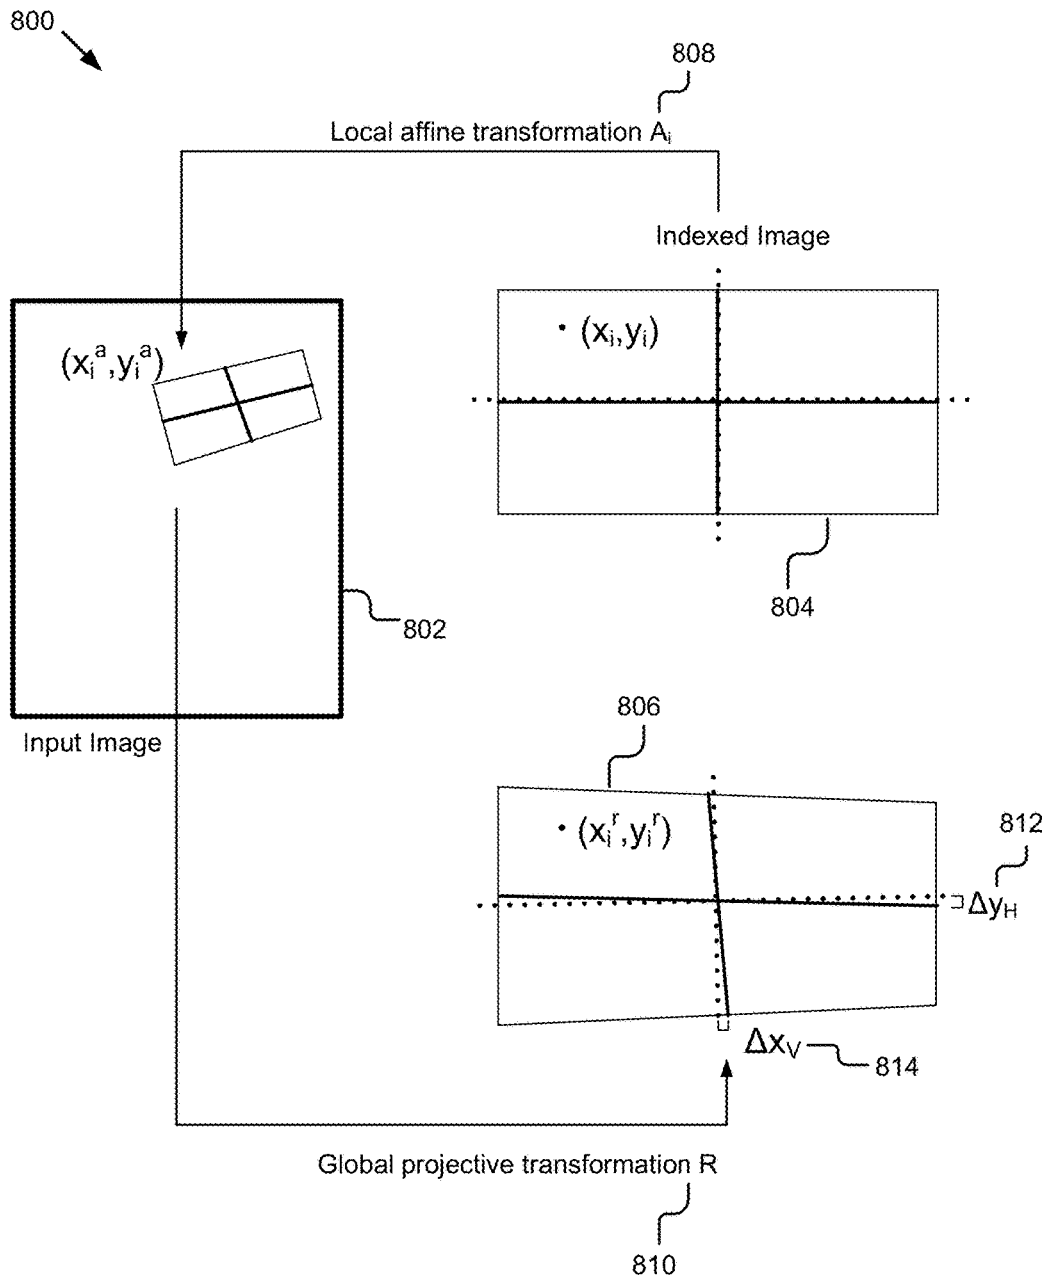 800
808
Local affine transformation Aᵢ
Indexed Image
(xᵢ,yᵢ)
(xᵢᵃ,yᵢᵃ)
804
802
Input Image
806
(xᵢʳ,yᵢʳ)
812
Δy_H
Δx_V
814
Global projective transformation R
810